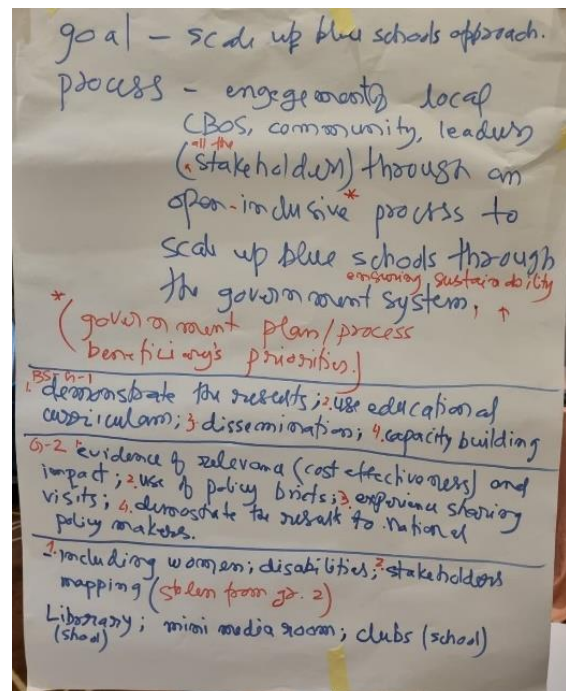 goal - scale up blue schools approach.
process - engagement of local
CBOS, community, leaders
all the
(stakeholders) through an
open-inclusive* process to
scale up blue schools through
ensuring sustainability
the government system, ↑
*
(government plan/process
beneficiary's priorities.)
BS-G-1
1. demonstrate the results; 2. use educational
curriculam; 3. dissemination; 4. capacity building
G-2 1. evidence of relevance (cost effectiveness) and
impact; 2. use of policy briefs; 3. experience sharing
visits; 4. demostrate the result to national
policy makers.
1. including women; disabilities; 2. stakeholders
mapping (stolen from gr. 2)
Library; mini media room; clubs (school)
(shool)